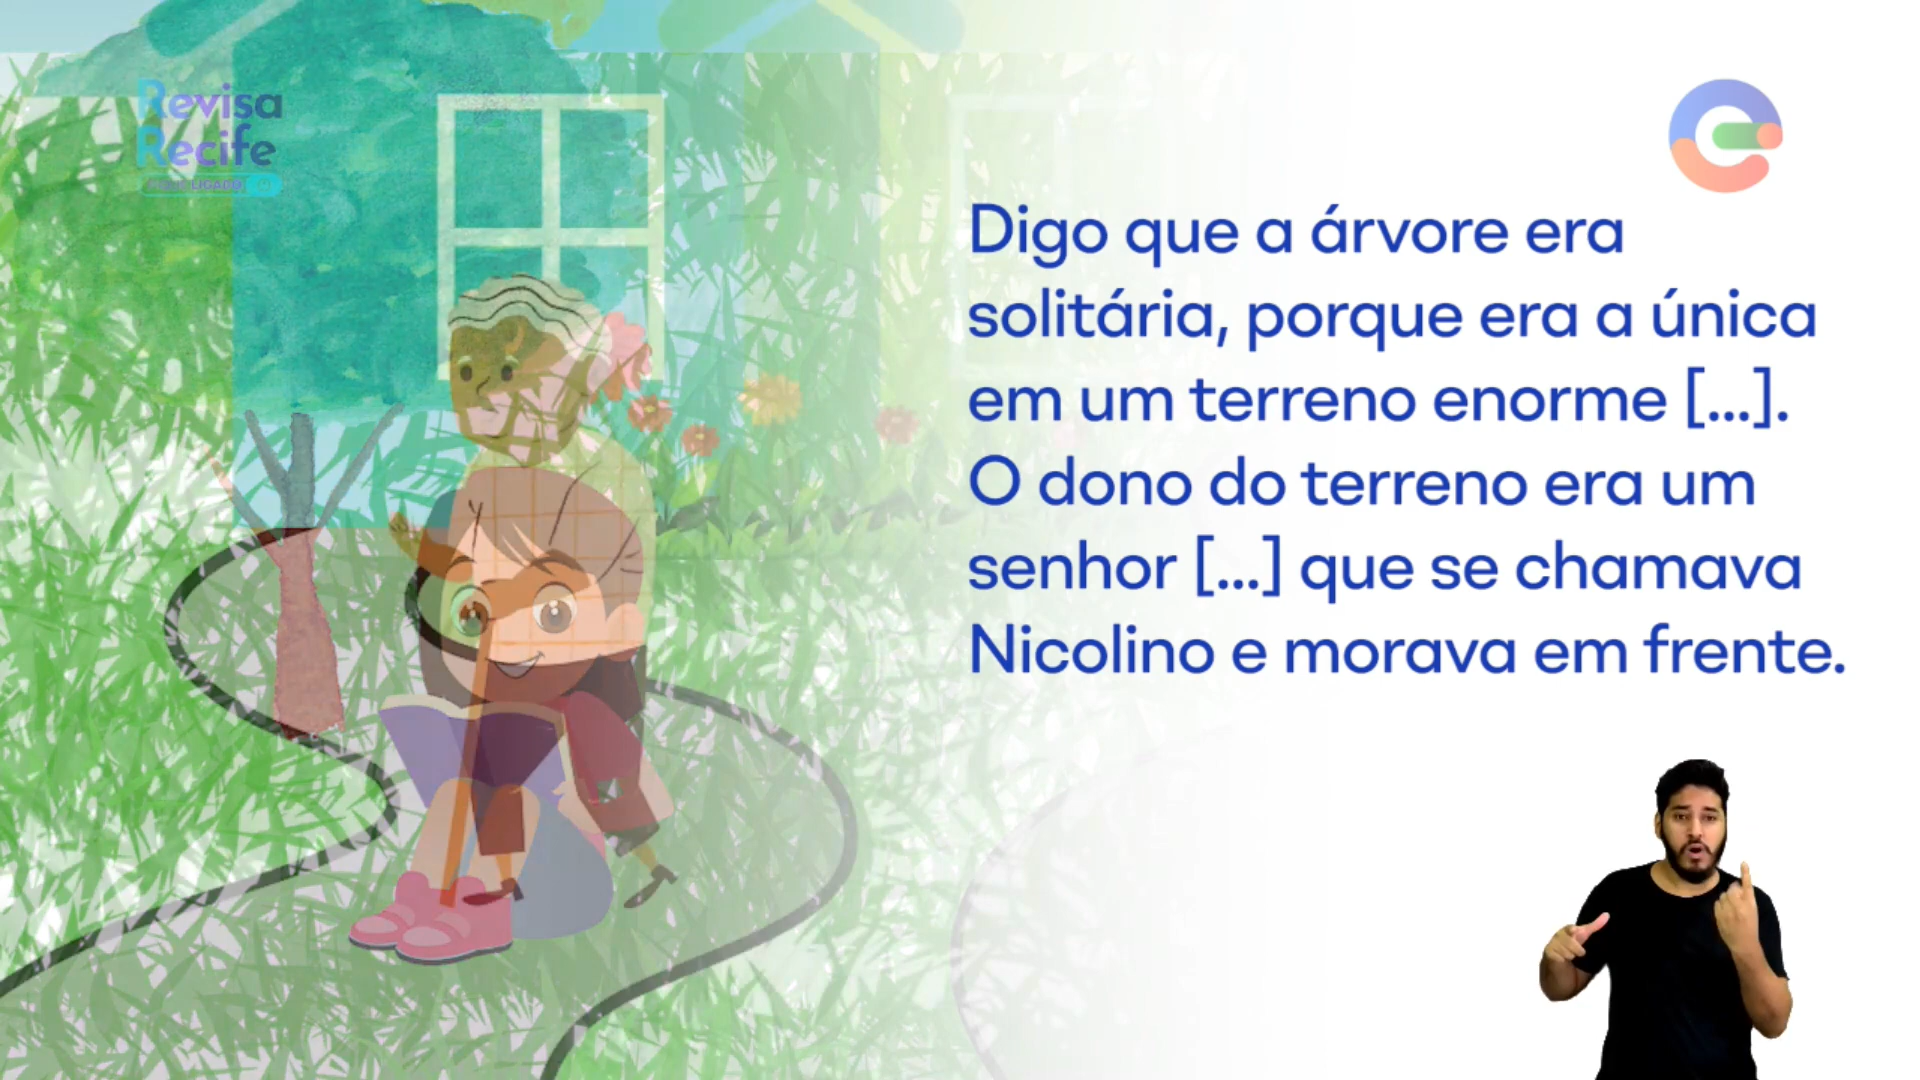 Revisa
Recife
LIGADO
Digo que a árvore era
solitária, porque era a única
em um terreno enorme [...].
O dono do terreno era um
senhor [...] que se chamava
Nicolino e morava em frente.